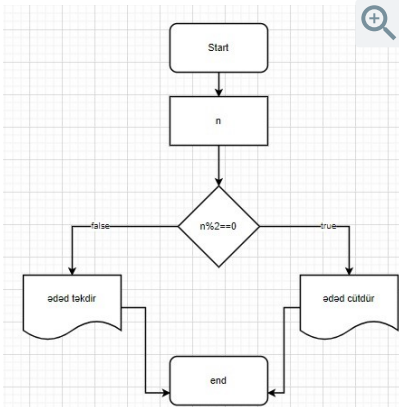 Start
n
n%2==0
false
true
ədəd təkdir
ədəd cütdür
end